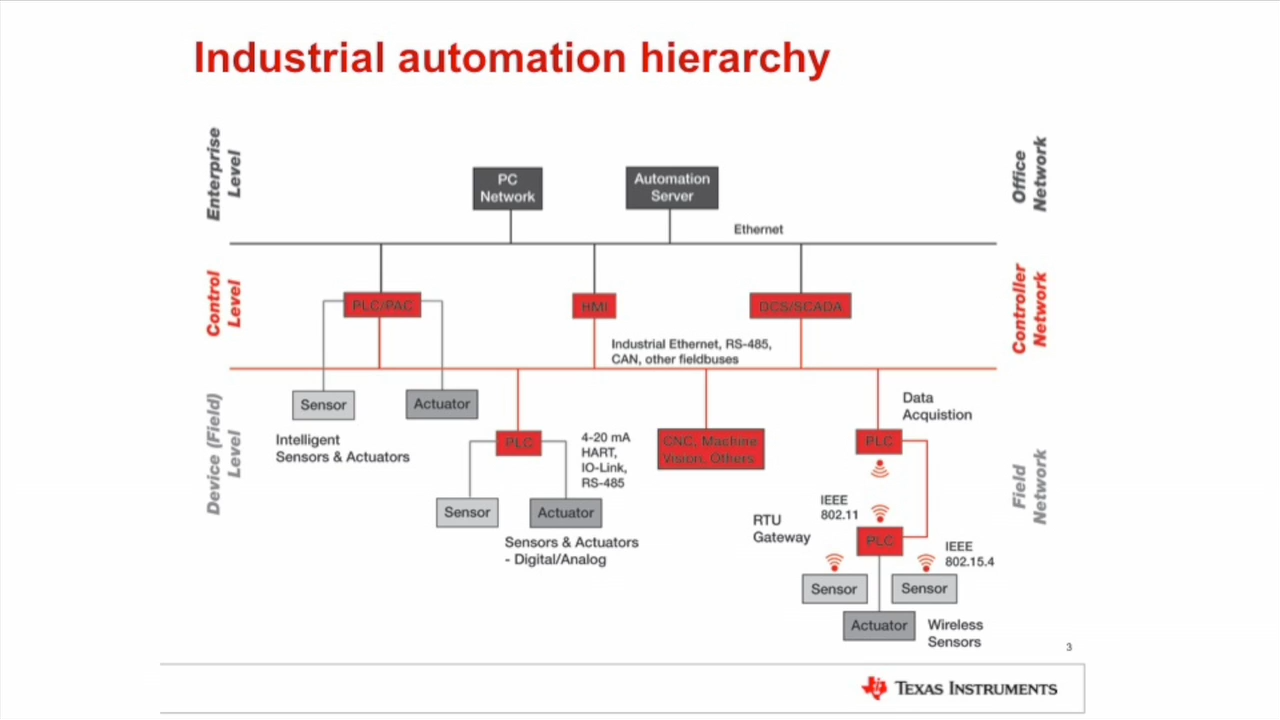 Industrial automation hierarchy
Enterprise
Level
Office
Network
PC
Network
Automation
Server
Ethernet
Control
Level
Controller
Network
PLC/PAC
HMI
DCS/SCADA
Industrial Ethernet, RS-485,
CAN, other fieldbuses
Device (Field)
Level
Field
Network
Sensor
Actuator
Intelligent
Sensors & Actuators
PLC
4-20 mA
HART,
IO-Link,
RS-485
Sensor
Actuator
Sensors & Actuators
- Digital/Analog
CNC, Machine
Vision, Others
Data
Acquistion
PLC
IEEE
802.11
RTU
Gateway
PLC
IEEE
802.15.4
Sensor
Sensor
Actuator
Wireless
Sensors
3
TEXAS INSTRUMENTS